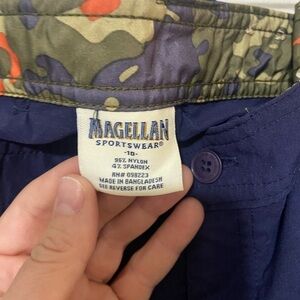 MAGELLAN
SPORTSWEAR®
-10-
96% NYLON
4% SPANDEX
RN# 098223
MADE IN BANGLADESH
SEE REVERSE FOR CARE